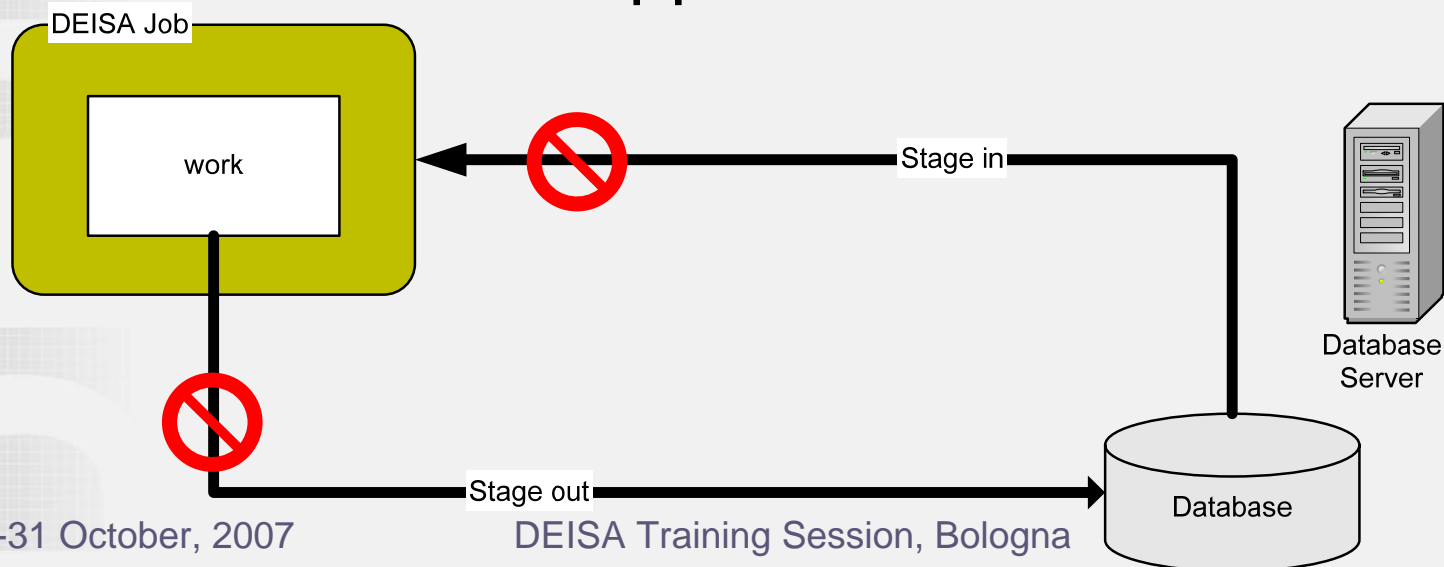 DEISA Job
work
Stage in
Database
Server
Stage out
Database
-31 October, 2007
DEISA Training Session, Bologna